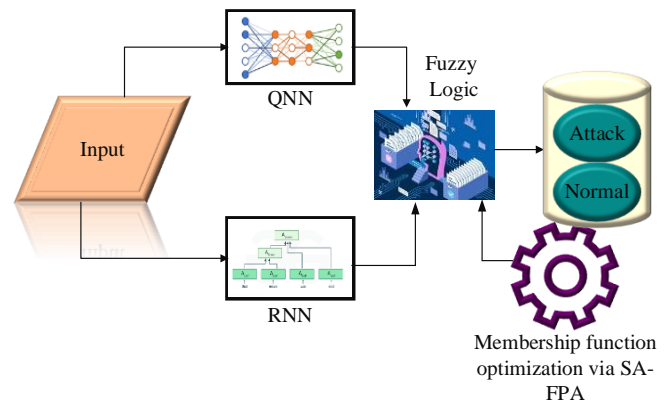 QNN
Fuzzy
Logic
Input
Attack
Normal
RNN
Membership function
optimization via SA-
FPA